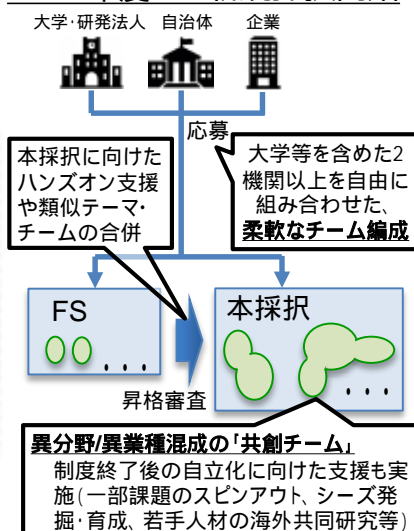 大学・研発法人 自治体 企業
応募
本採択に向けた
ハンズオン支援
や類似テーマ・
チームの合併
大学等を含めた2
機関以上を自由に
組み合わせた、
柔軟なチーム編成
FS
・・・
本採択
・・・
昇格審査
異分野/異業種混成の「共創チーム」
制度終了後の自立化に向けた支援も実
施(一部課題のスピンアウト、シーズ発
掘・育成、若手人材の海外共同研究等)